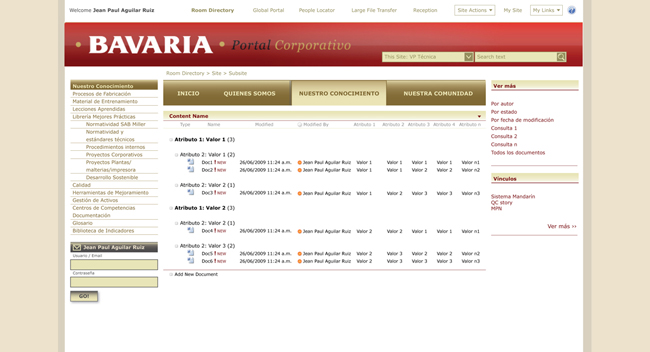 Welcome Jean Paul Aguilar Ruiz
Room Directory Global Portal People Locator Large File Transfer Reception Site Actions My Site My Links
• BAVARIA • Portal Corporativo
This Site: VP Técnica Search text
Room Directory > Site > Subsite
INICIO QUIENES SOMOS NUESTRO CONOCIMIENTO NUESTRA COMUNIDAD
Nuestro Conocimiento
Procesos de Fabricación
Material de Entrenamiento
Lecciones Aprendidas
Librería Mejores Prácticas
Normatividad SAB Miller
Normatividad y
estándares técnicos
Procedimientos internos
Proyectos Corporativos
Proyectos Plantas/
malterias/impresora
Desarrollo Sostenible
Calidad
Herramientas de Mejoramiento
Gestión de Activos
Centros de Competencias
Documentación
Glosario
Biblioteca de Indicadores
Jean Paul Aguilar Ruiz
Usuario / Email
Contraseña
GO!
Content Name
Type Name Modified Modified By Atributo 1 Atributo 2 Atributo 3 Atributo 4 Atributo n
Atributo 1: Valor 1 (3)
Atributo 2: Valor 1 (2)
Doc1 ! NEW 26/06/2009 11:24 a.m. Jean Paul Aguilar Ruiz Valor 1 Valor 1 Valor 1 Valor 1 Valor n1
Doc2 ! NEW 26/06/2009 11:24 a.m. Jean Paul Aguilar Ruiz Valor 1 Valor 1 Valor 2 Valor 2 Valor n2
Atributo 2: Valor 2 (1)
Doc3 ! NEW 26/06/2009 11:24 a.m. Jean Paul Aguilar Ruiz Valor 1 Valor 2 Valor 3 Valor 3 Valor n3
Atributo 1: Valor 2 (3)
Atributo 2: Valor 2 (1)
Doc4 ! NEW 26/06/2009 11:24 a.m. Jean Paul Aguilar Ruiz Valor 2 Valor 2 Valor 1 Valor 1 Valor n1
Atributo 2: Valor 3 (2)
Doc5 ! NEW 26/06/2009 11:24 a.m. Jean Paul Aguilar Ruiz Valor 2 Valor 3 Valor 2 Valor 2 Valor n2
Doc6 ! NEW 26/06/2009 11:24 a.m. Jean Paul Aguilar Ruiz Valor 2 Valor 3 Valor 3 Valor 3 Valor n3
Add New Document
Ver más
Por autor
Por estado
Por fecha de modificación
Consulta 1
Consulta 2
Consulta n
Todos los documentos
Vínculos
Sistema Mandarin
QC story
MPN
Ver más ››